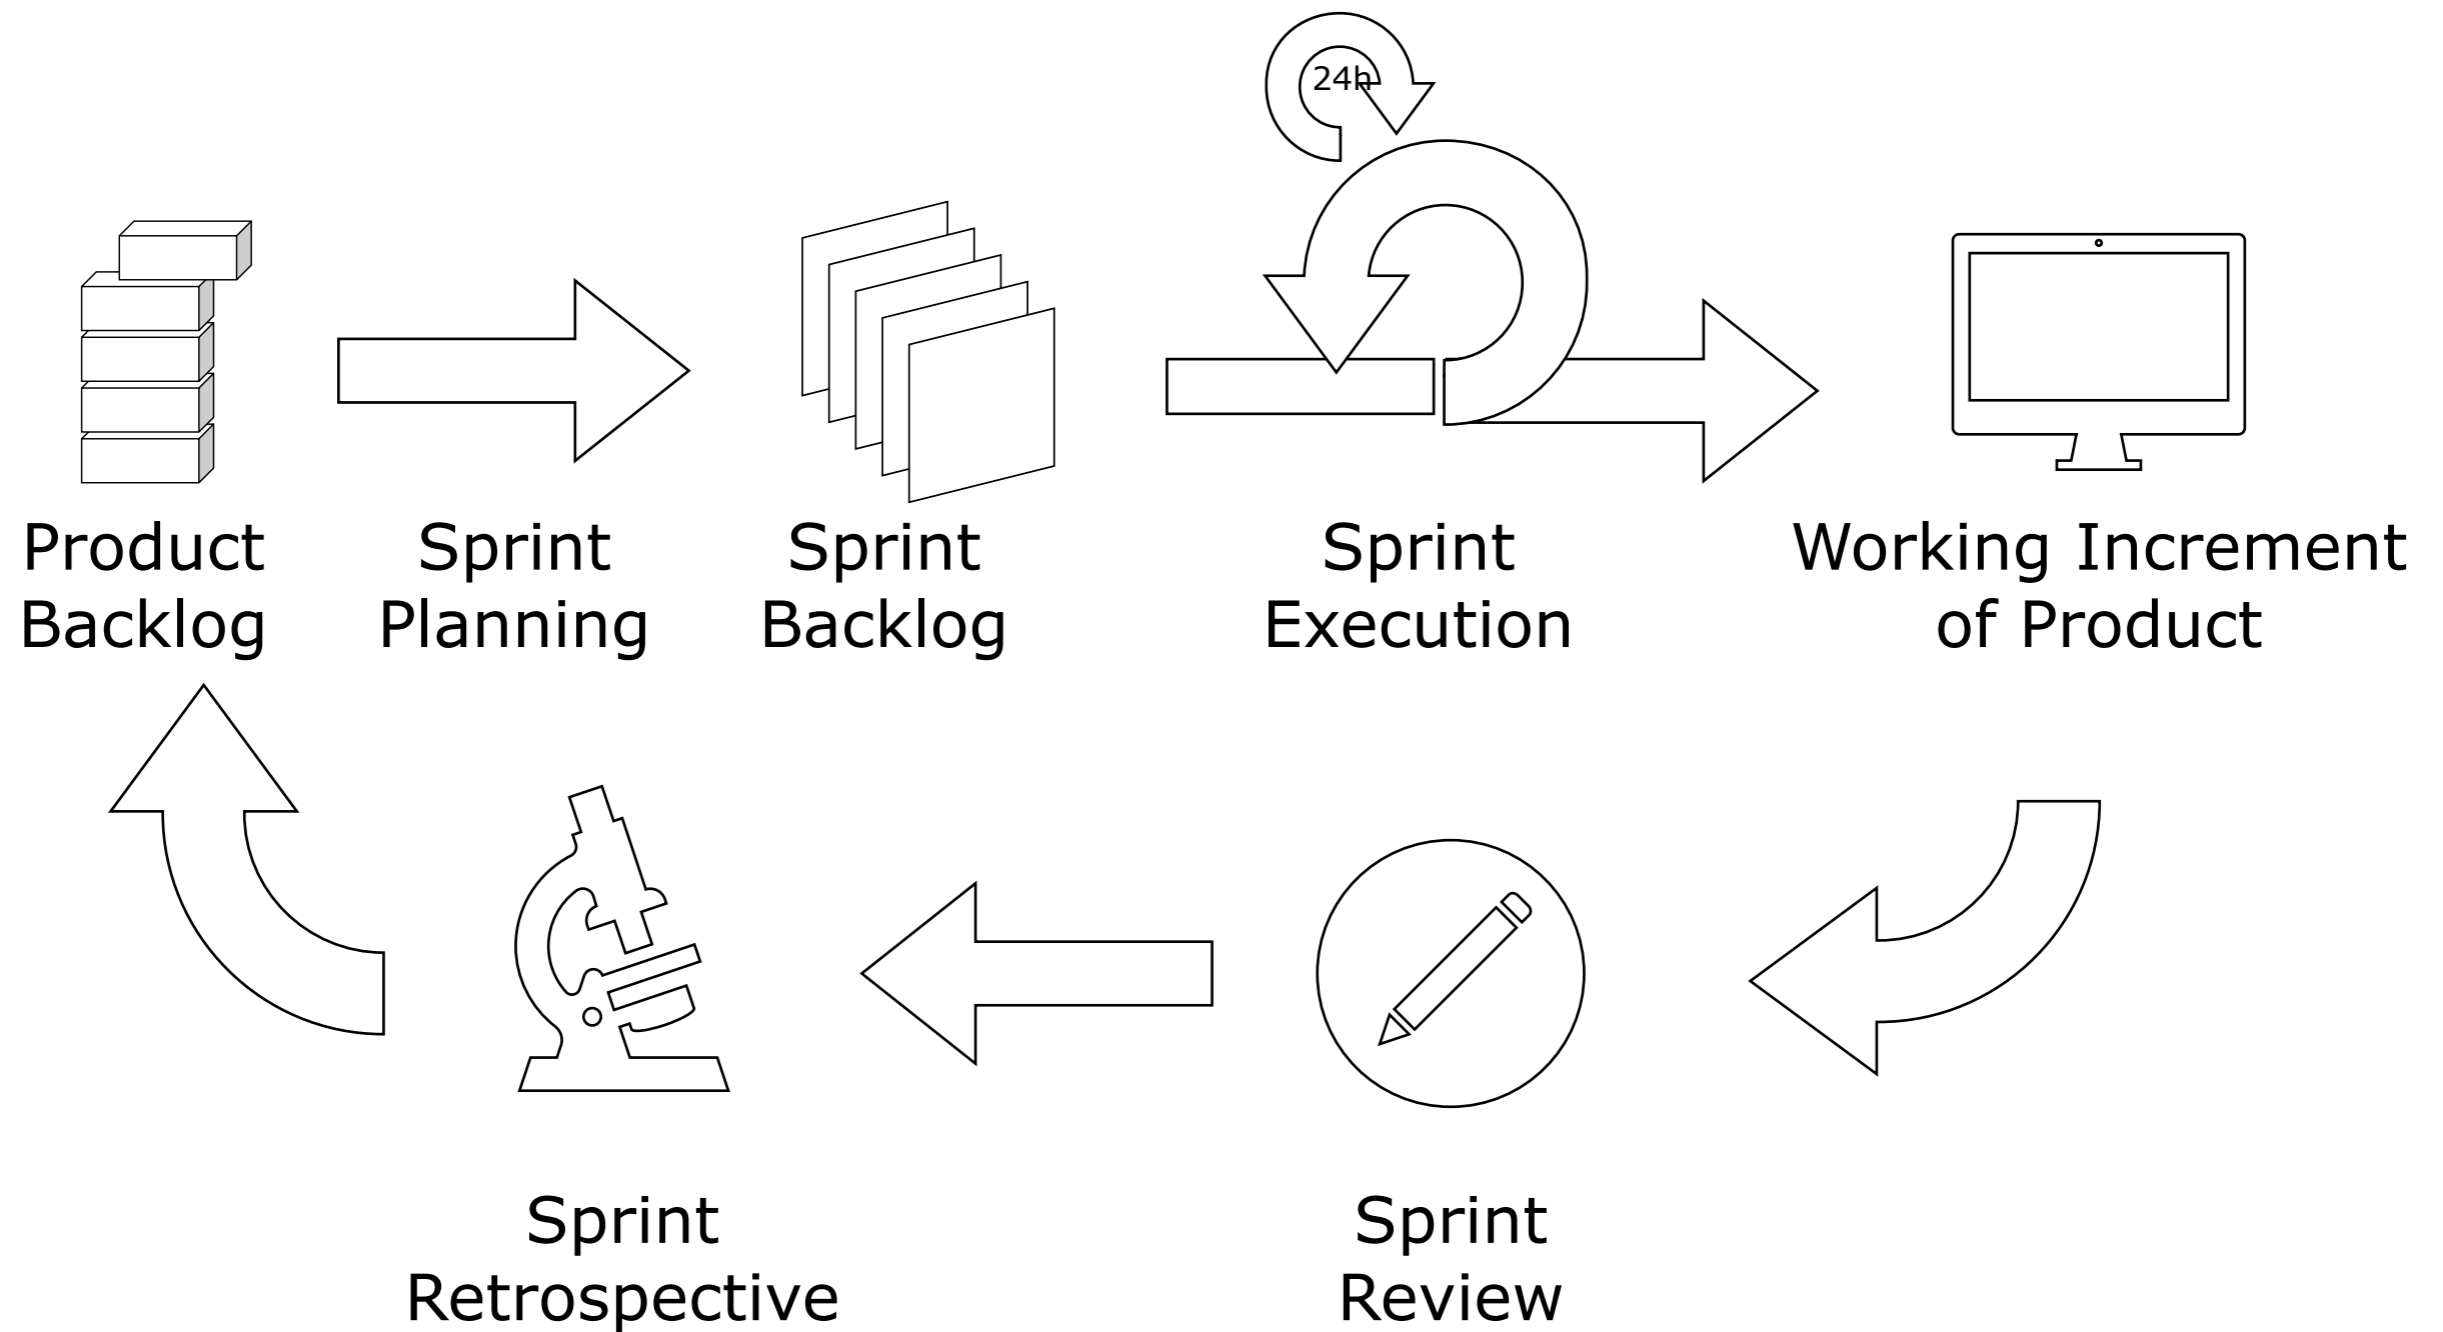 24h
Product
Backlog
Sprint
Planning
Sprint
Backlog
Sprint
Execution
Working Increment
of Product
Sprint
Retrospective
Sprint
Review